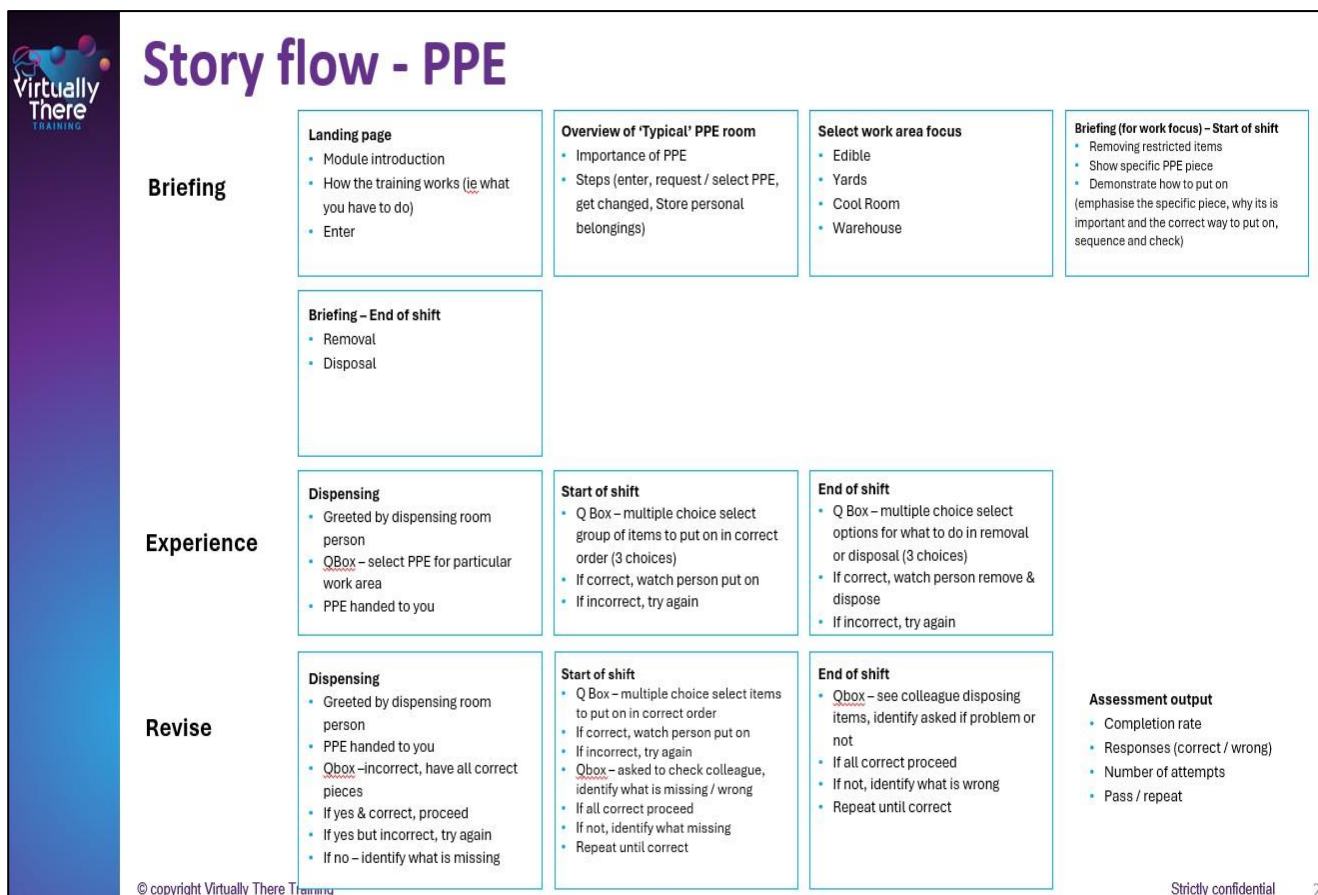 Virtually
There
TRAINING
Story flow - PPE
Briefing
Landing page
• Module introduction
• How the training works (ie what
you have to do)
• Enter
Overview of ‘Typical’ PPE room
• Importance of PPE
• Steps (enter, request / select PPE,
get changed, Store personal
belongings)
Select work area focus
• Edible
• Yards
• Cool Room
• Warehouse
Briefing (for work focus) – Start of shift
• Removing restricted items
• Show specific PPE piece
• Demonstrate how to put on
(emphasise the specific piece, why its is
important and the correct way to put on,
sequence and check)
Briefing – End of shift
• Removal
• Disposal
Experience
Dispensing
• Greeted by dispensing room
person
• QBox – select PPE for particular
work area
• PPE handed to you
Start of shift
• Q Box – multiple choice select
group of items to put on in correct
order (3 choices)
• If correct, watch person put on
• If incorrect, try again
End of shift
• Q Box – multiple choice select
options for what to do in removal
or disposal (3 choices)
• If correct, watch person remove &
dispose
• If incorrect, try again
Revise
Dispensing
• Greeted by dispensing room
person
• PPE handed to you
• Qbox –incorrect, have all correct
pieces
• If yes & correct, proceed
• If yes but incorrect, try again
• If no – identify what is missing
Start of shift
• Q Box – multiple choice select items
to put on in correct order
• If correct, watch person put on
• If incorrect, try again
• Qbox – asked to check colleague,
identify what is missing / wrong
• If all correct proceed
• If not, identify what missing
• Repeat until correct
End of shift
• Qbox – see colleague disposing
items, identify asked if problem or
not
• If all correct proceed
• If not, identify what is wrong
• Repeat until correct
Assessment output
• Completion rate
• Responses (correct / wrong)
• Number of attempts
• Pass / repeat
© copyright Virtually There Training
Strictly confidential